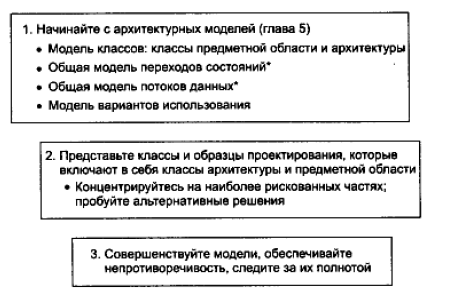 1. Начинайте с архитектурных моделей (глава 5)
• Модель классов: классы предметной области и архитектуры
• Общая модель переходов состояний*
• Общая модель потоков данных*
• Модель вариантов использования
2. Представьте классы и образцы проектирования, которые
включают в себя классы архитектуры и предметной области
• Концентрируйтесь на наиболее рискованных частях;
пробуйте альтернативные решения
3. Совершенствуйте модели, обеспечивайте
непротиворечивость, следите за их полнотой